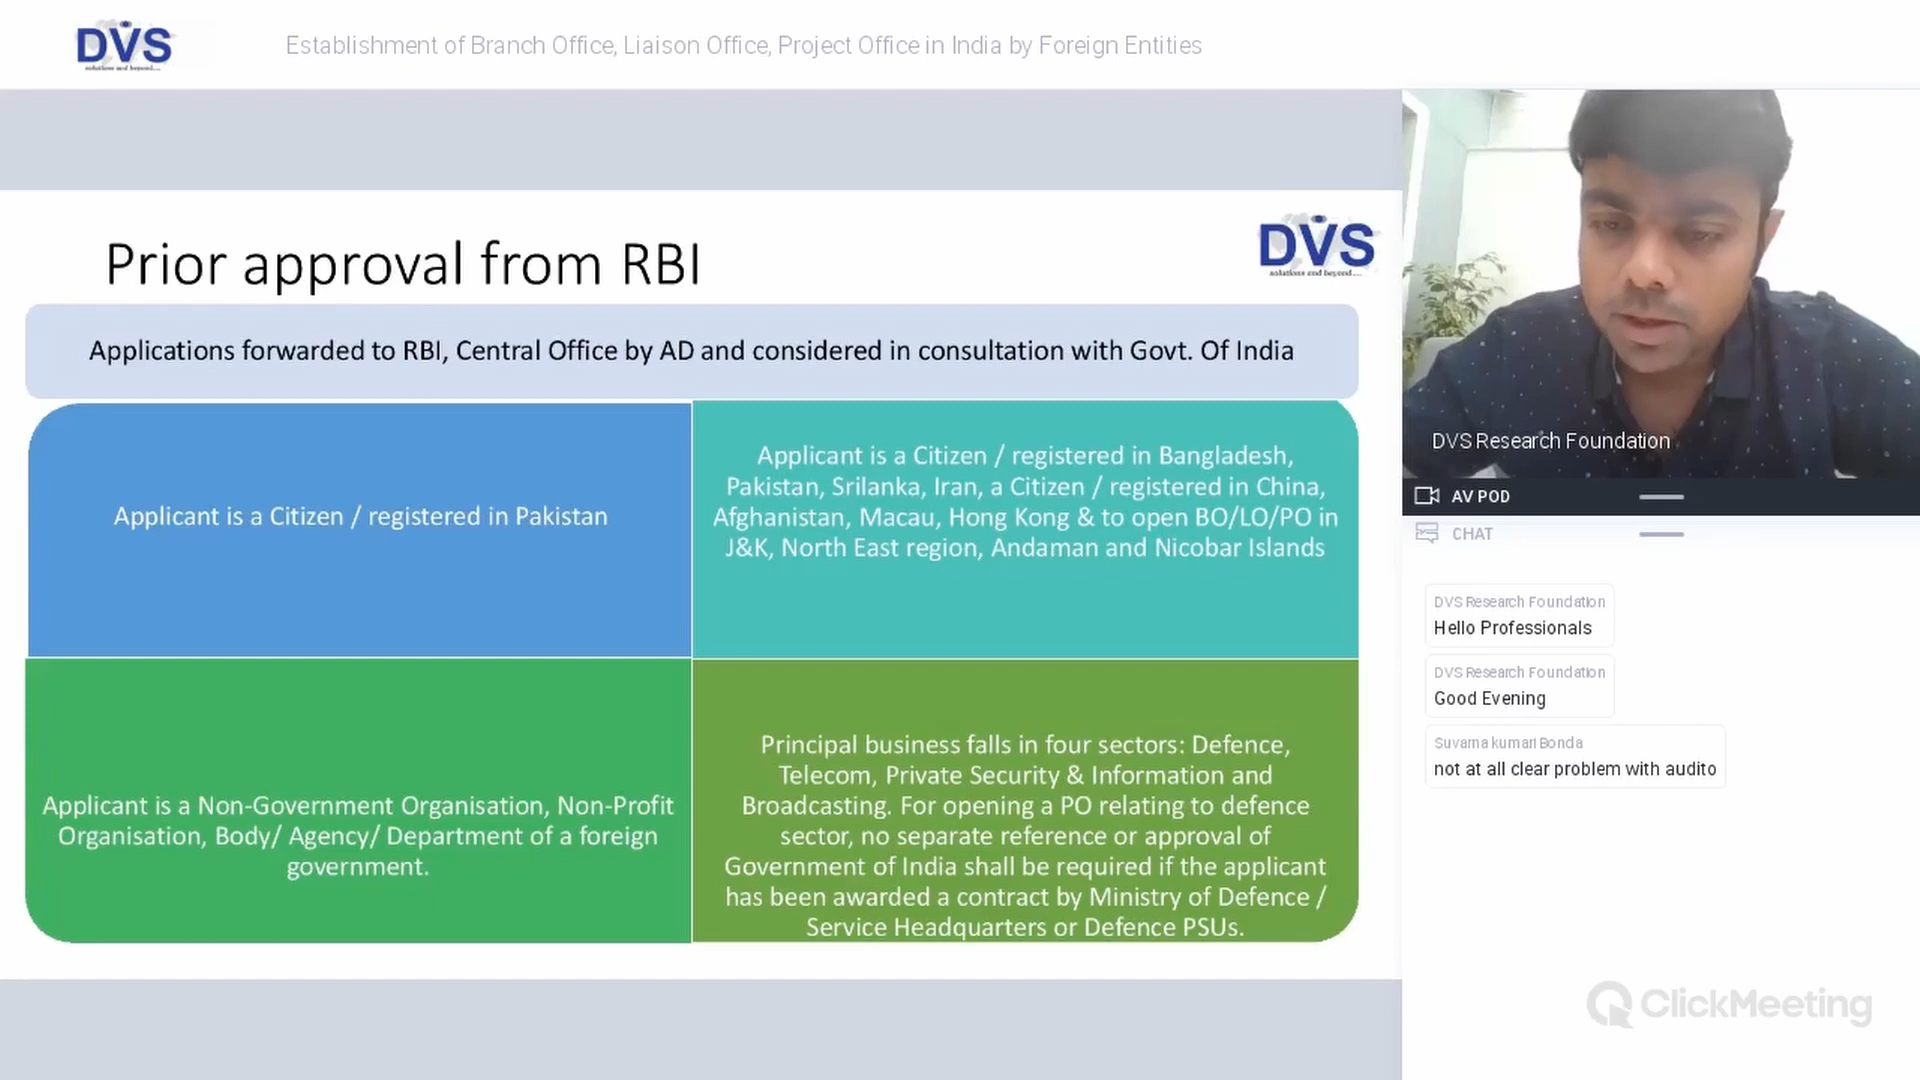 DVS
solutions and beyond....
Establishment of Branch Office, Liaison Office, Project Office in India by Foreign Entities
Prior approval from RBI
DVS
solutions and beyond....
Applications forwarded to RBI, Central Office by AD and considered in consultation with Govt. Of India
Applicant is a Citizen / registered in Pakistan
Applicant is a Citizen / registered in Bangladesh,
Pakistan, Srilanka, Iran, a Citizen / registered in China,
Afghanistan, Macau, Hong Kong & to open BO/LO/PO in
J&K, North East region, Andaman and Nicobar Islands
Applicant is a Non-Government Organisation, Non-Profit
Organisation, Body/ Agency/ Department of a foreign
government.
Principal business falls in four sectors: Defence,
Telecom, Private Security & Information and
Broadcasting. For opening a PO relating to defence
sector, no separate reference or approval of
Government of India shall be required if the applicant
has been awarded a contract by Ministry of Defence /
Service Headquarters or Defence PSUs.
DVS Research Foundation
AV POD
CHAT
DVS Research Foundation
Hello Professionals
DVS Research Foundation
Good Evening
Suvarna kumari Bonda
not at all clear problem with audito
ClickMeeting